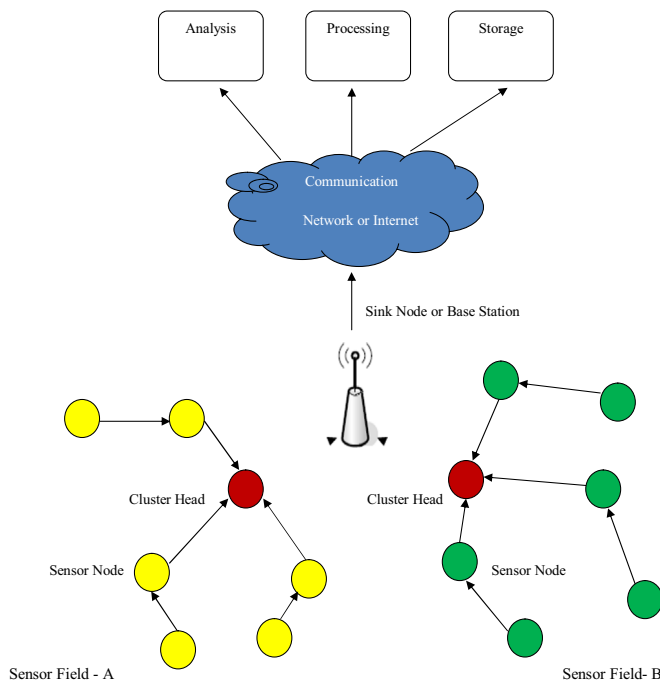 Analysis
Processing
Storage
Communication
Network or Internet
Sink Node or Base Station
Cluster Head
Cluster Head
Sensor Node
Sensor Node
Sensor Field - A
Sensor Field- B